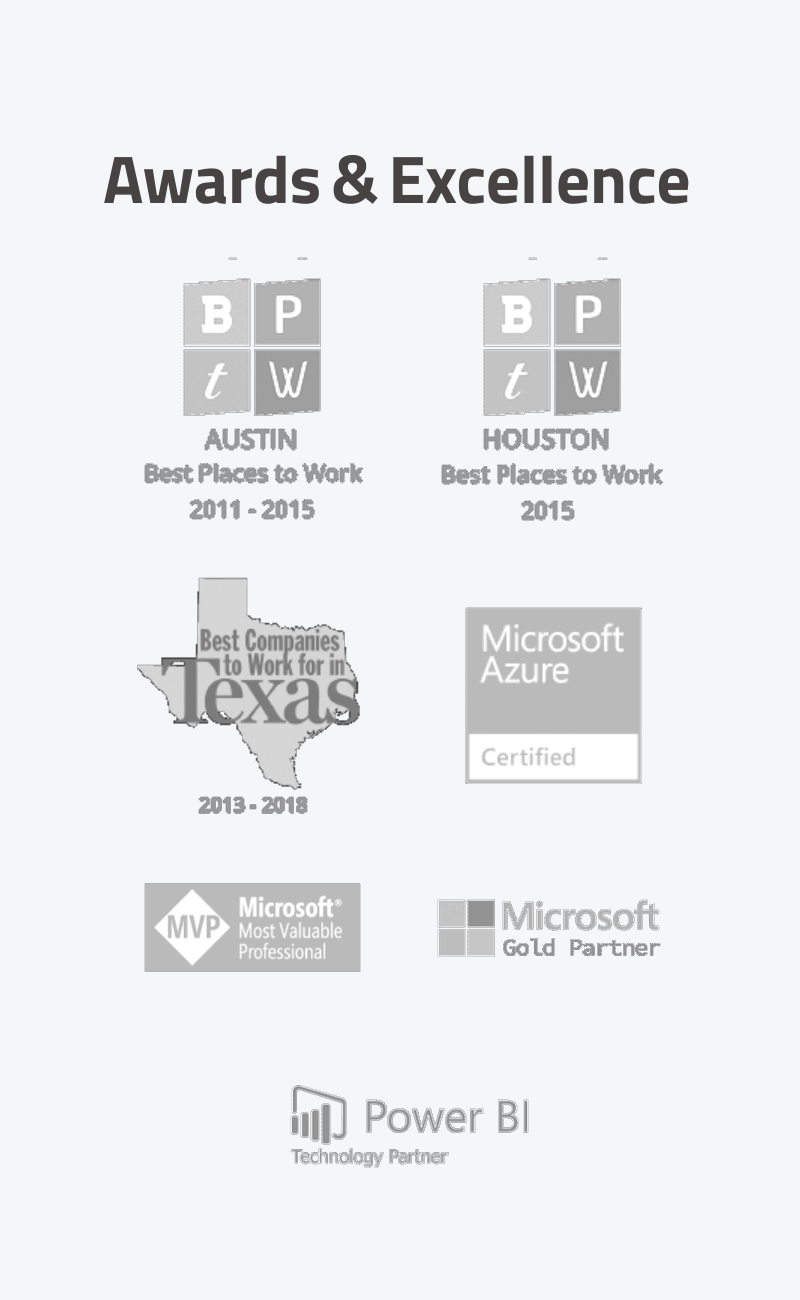 Awards & Excellence
B P
t W
AUSTIN
Best Places to Work
2011 - 2015
B P
t W
HOUSTON
Best Places to Work
2015
Best Companies
to Work for in
Texas
2013 - 2018
Microsoft
Azure
Certified
MVP
Microsoft®
Most Valuable
Professional
Microsoft
Gold Partner
Power BI
Technology Partner